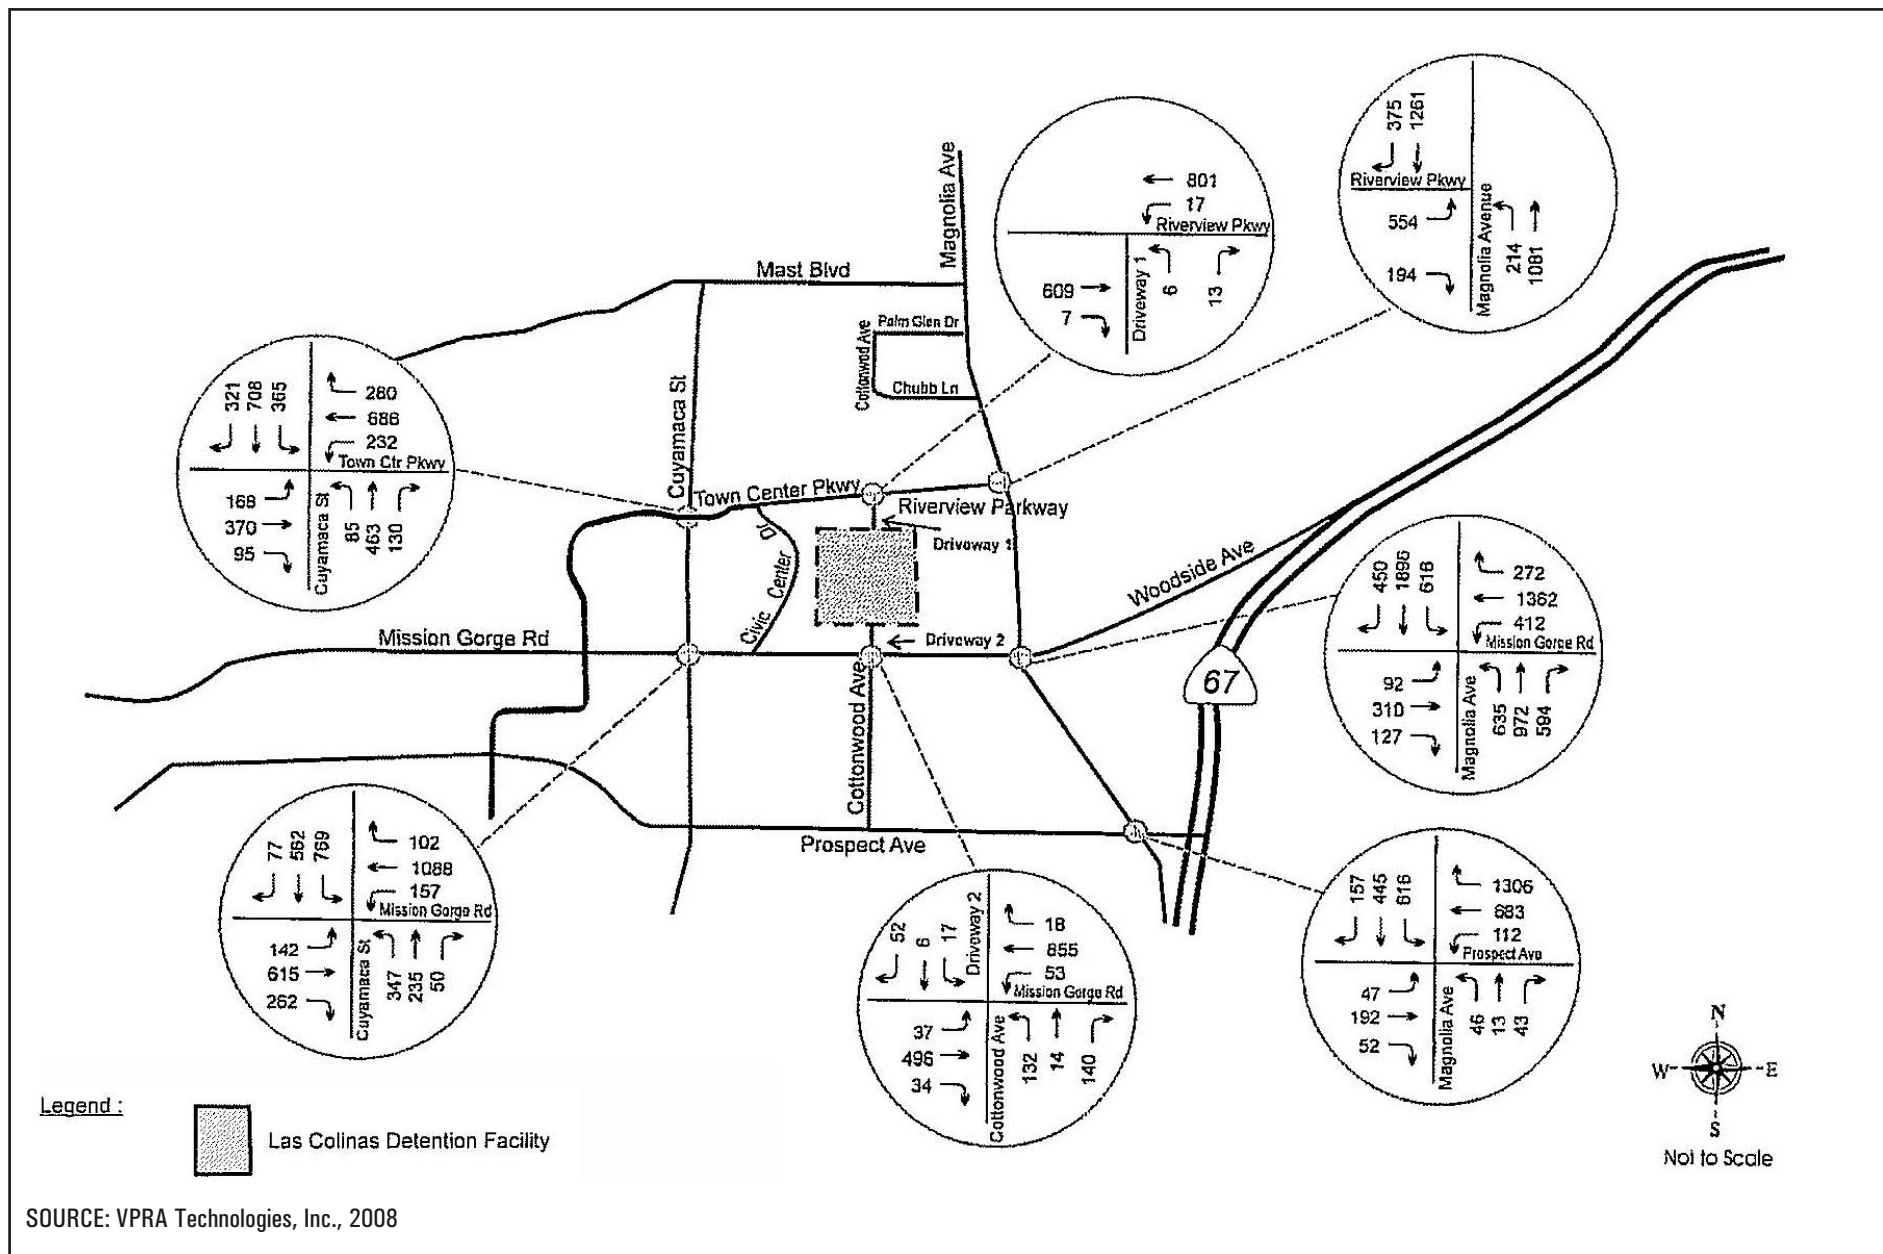 375
1261
Riverview Pkwy
554
194
Magnolia Avenue
214
1081
801
17
Riverview Pkwy
609
7
Driveway 1
6
13
Magnolia Ave
Mast Blvd
Palm Glen Dr
Cottonwood Ave
Chubb Ln
Cuyamaca St
321
708
365
280
686
232
Town Ctr Pkwy
168
370
95
Cuyamaca St
85
463
130
Town Center Pkwy
Riverview Parkway
Driveway 1
Civic Center Dr
Woodside Ave
Mission Gorge Rd
Driveway 2
67
450
1896
618
272
1362
412
Mission Gorge Rd
92
310
127
Magnolia Ave
635
972
594
Cottonwood Ave
Prospect Ave
77
562
769
102
1088
157
Mission Gorge Rd
142
615
262
Cuyamaca St
347
235
50
52
6
17
Driveway 2
18
855
53
Mission Gorge Rd
37
496
34
Cottonwood Ave
132
14
140
157
445
616
1306
683
112
Prospect Ave
47
192
52
Magnolia Ave
46
13
43
N
W
E
S
Not to Scale
Legend :
Las Colinas Detention Facility
SOURCE: VPRA Technologies, Inc., 2008